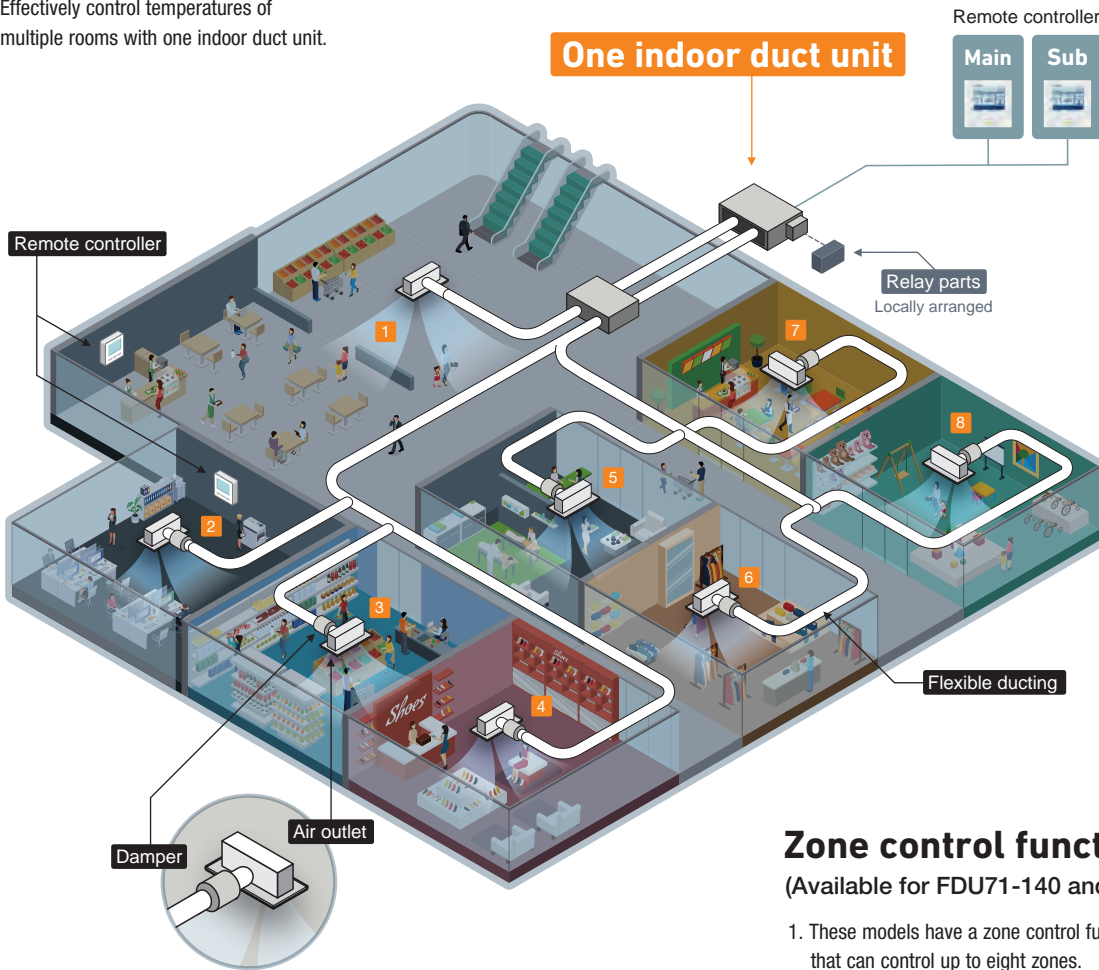 Effectively control temperatures of
multiple rooms with one indoor duct unit.
Remote controller
One indoor duct unit
Main
Sub
Remote controller
Relay parts
Locally arranged
1
7
8
5
2
6
3
Flexible ducting
4
Shoes
Shoes
Air outlet
Damper
Zone control funct
(Available for FDU71-140 and
1. These models have a zone control fu
that can control up to eight zones.